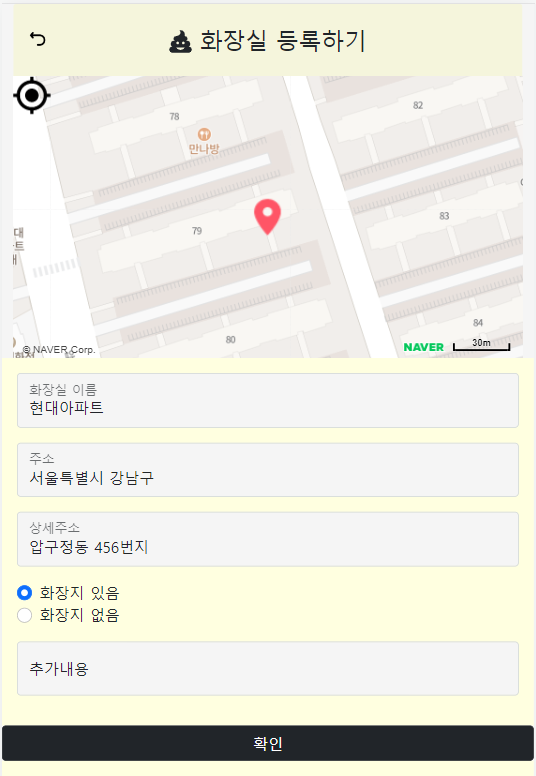 화장실 등록하기
78
82
만나방
79
83
대
트
80
84
© NAVER Corp.
NAVER
30m
화장실 이름
현대아파트
주소
서울특별시 강남구
상세주소
압구정동 456번지
화장지 있음
화장지 없음
추가내용
확인